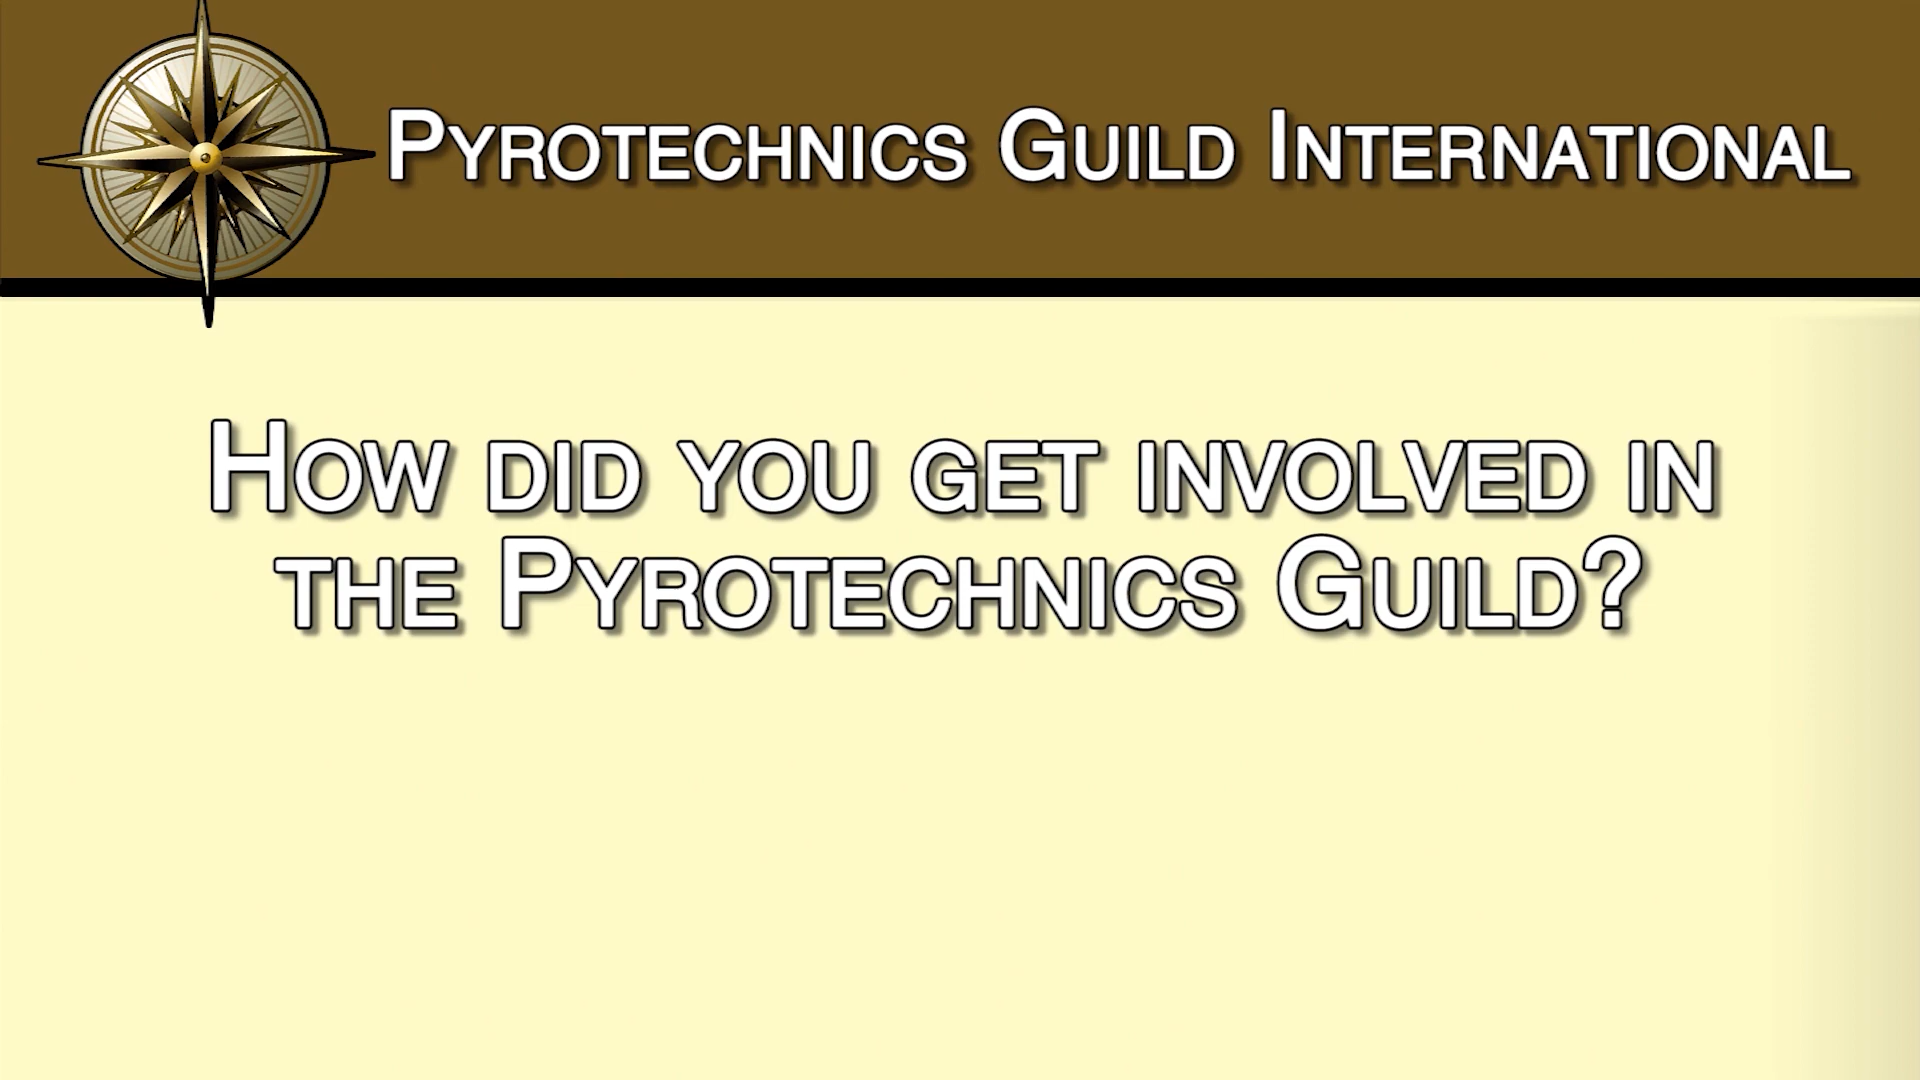 Pyrotechnics Guild International
How did you get involved in
the Pyrotechnics Guild?